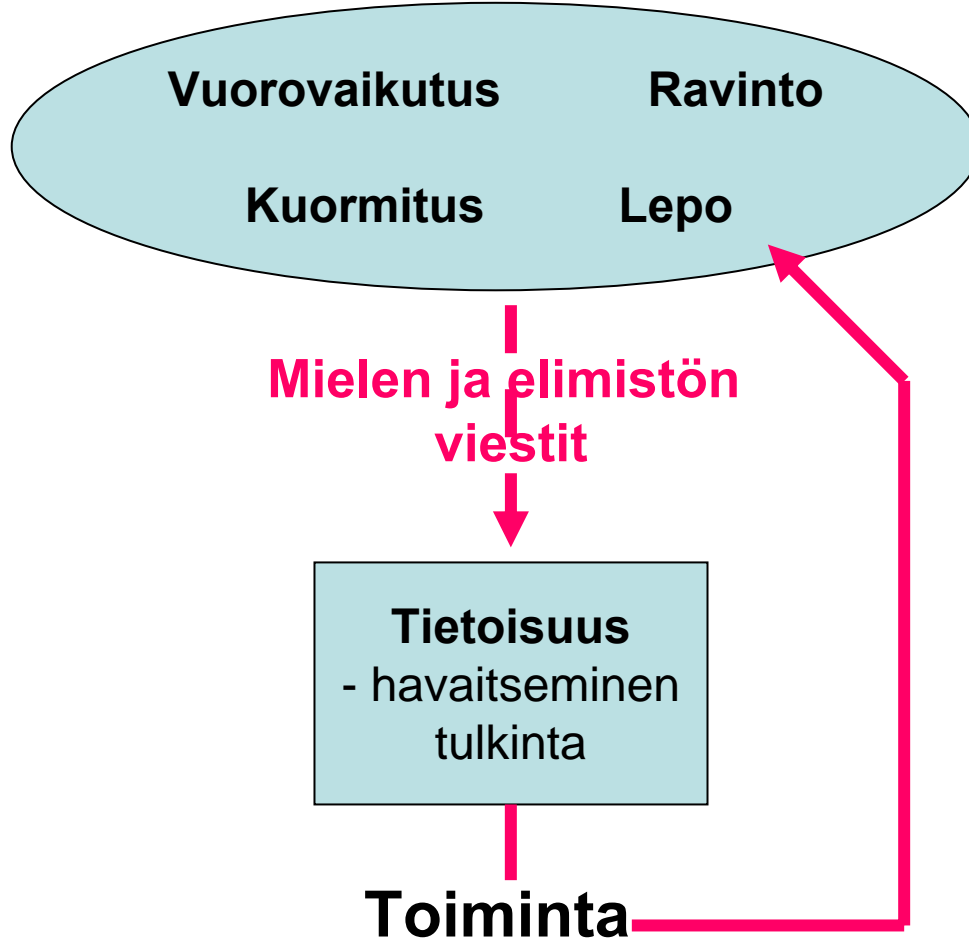 Vuorovaikutus Ravinto
Kuormitus Lepo
Mielen ja elimistön
viestit
Tietoisuus
- havaitseminen
tulkinta
Toiminta